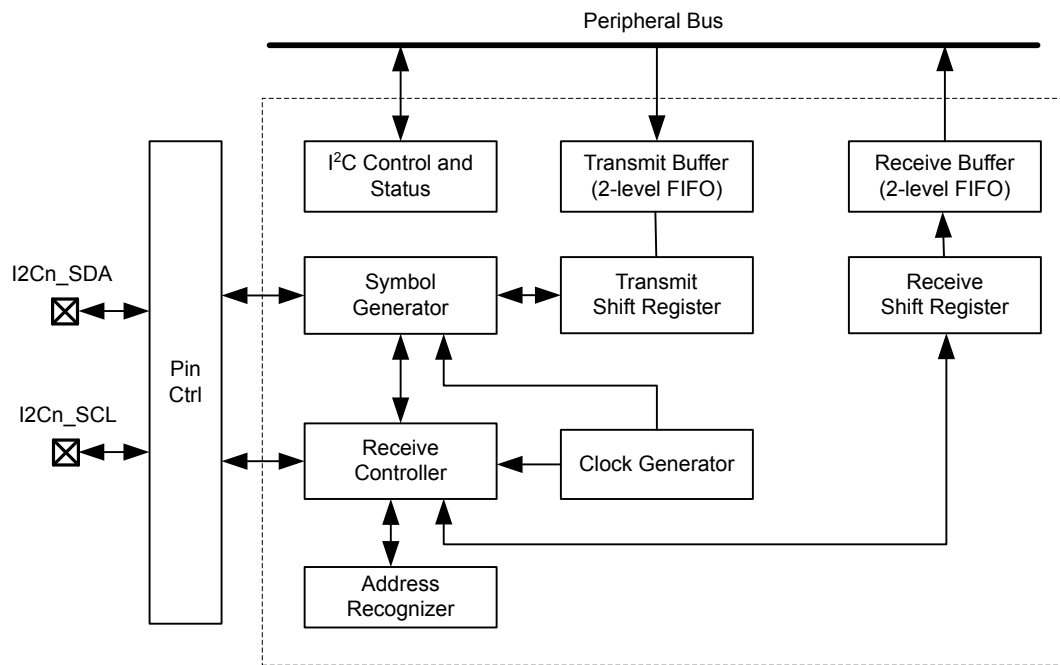 Peripheral Bus
I²C Control and
Status
Transmit Buffer
(2-level FIFO)
Receive Buffer
(2-level FIFO)
I2Cn_SDA
Symbol
Generator
Transmit
Shift Register
Receive
Shift Register
Pin
Ctrl
I2Cn_SCL
Receive
Controller
Clock Generator
Address
Recognizer